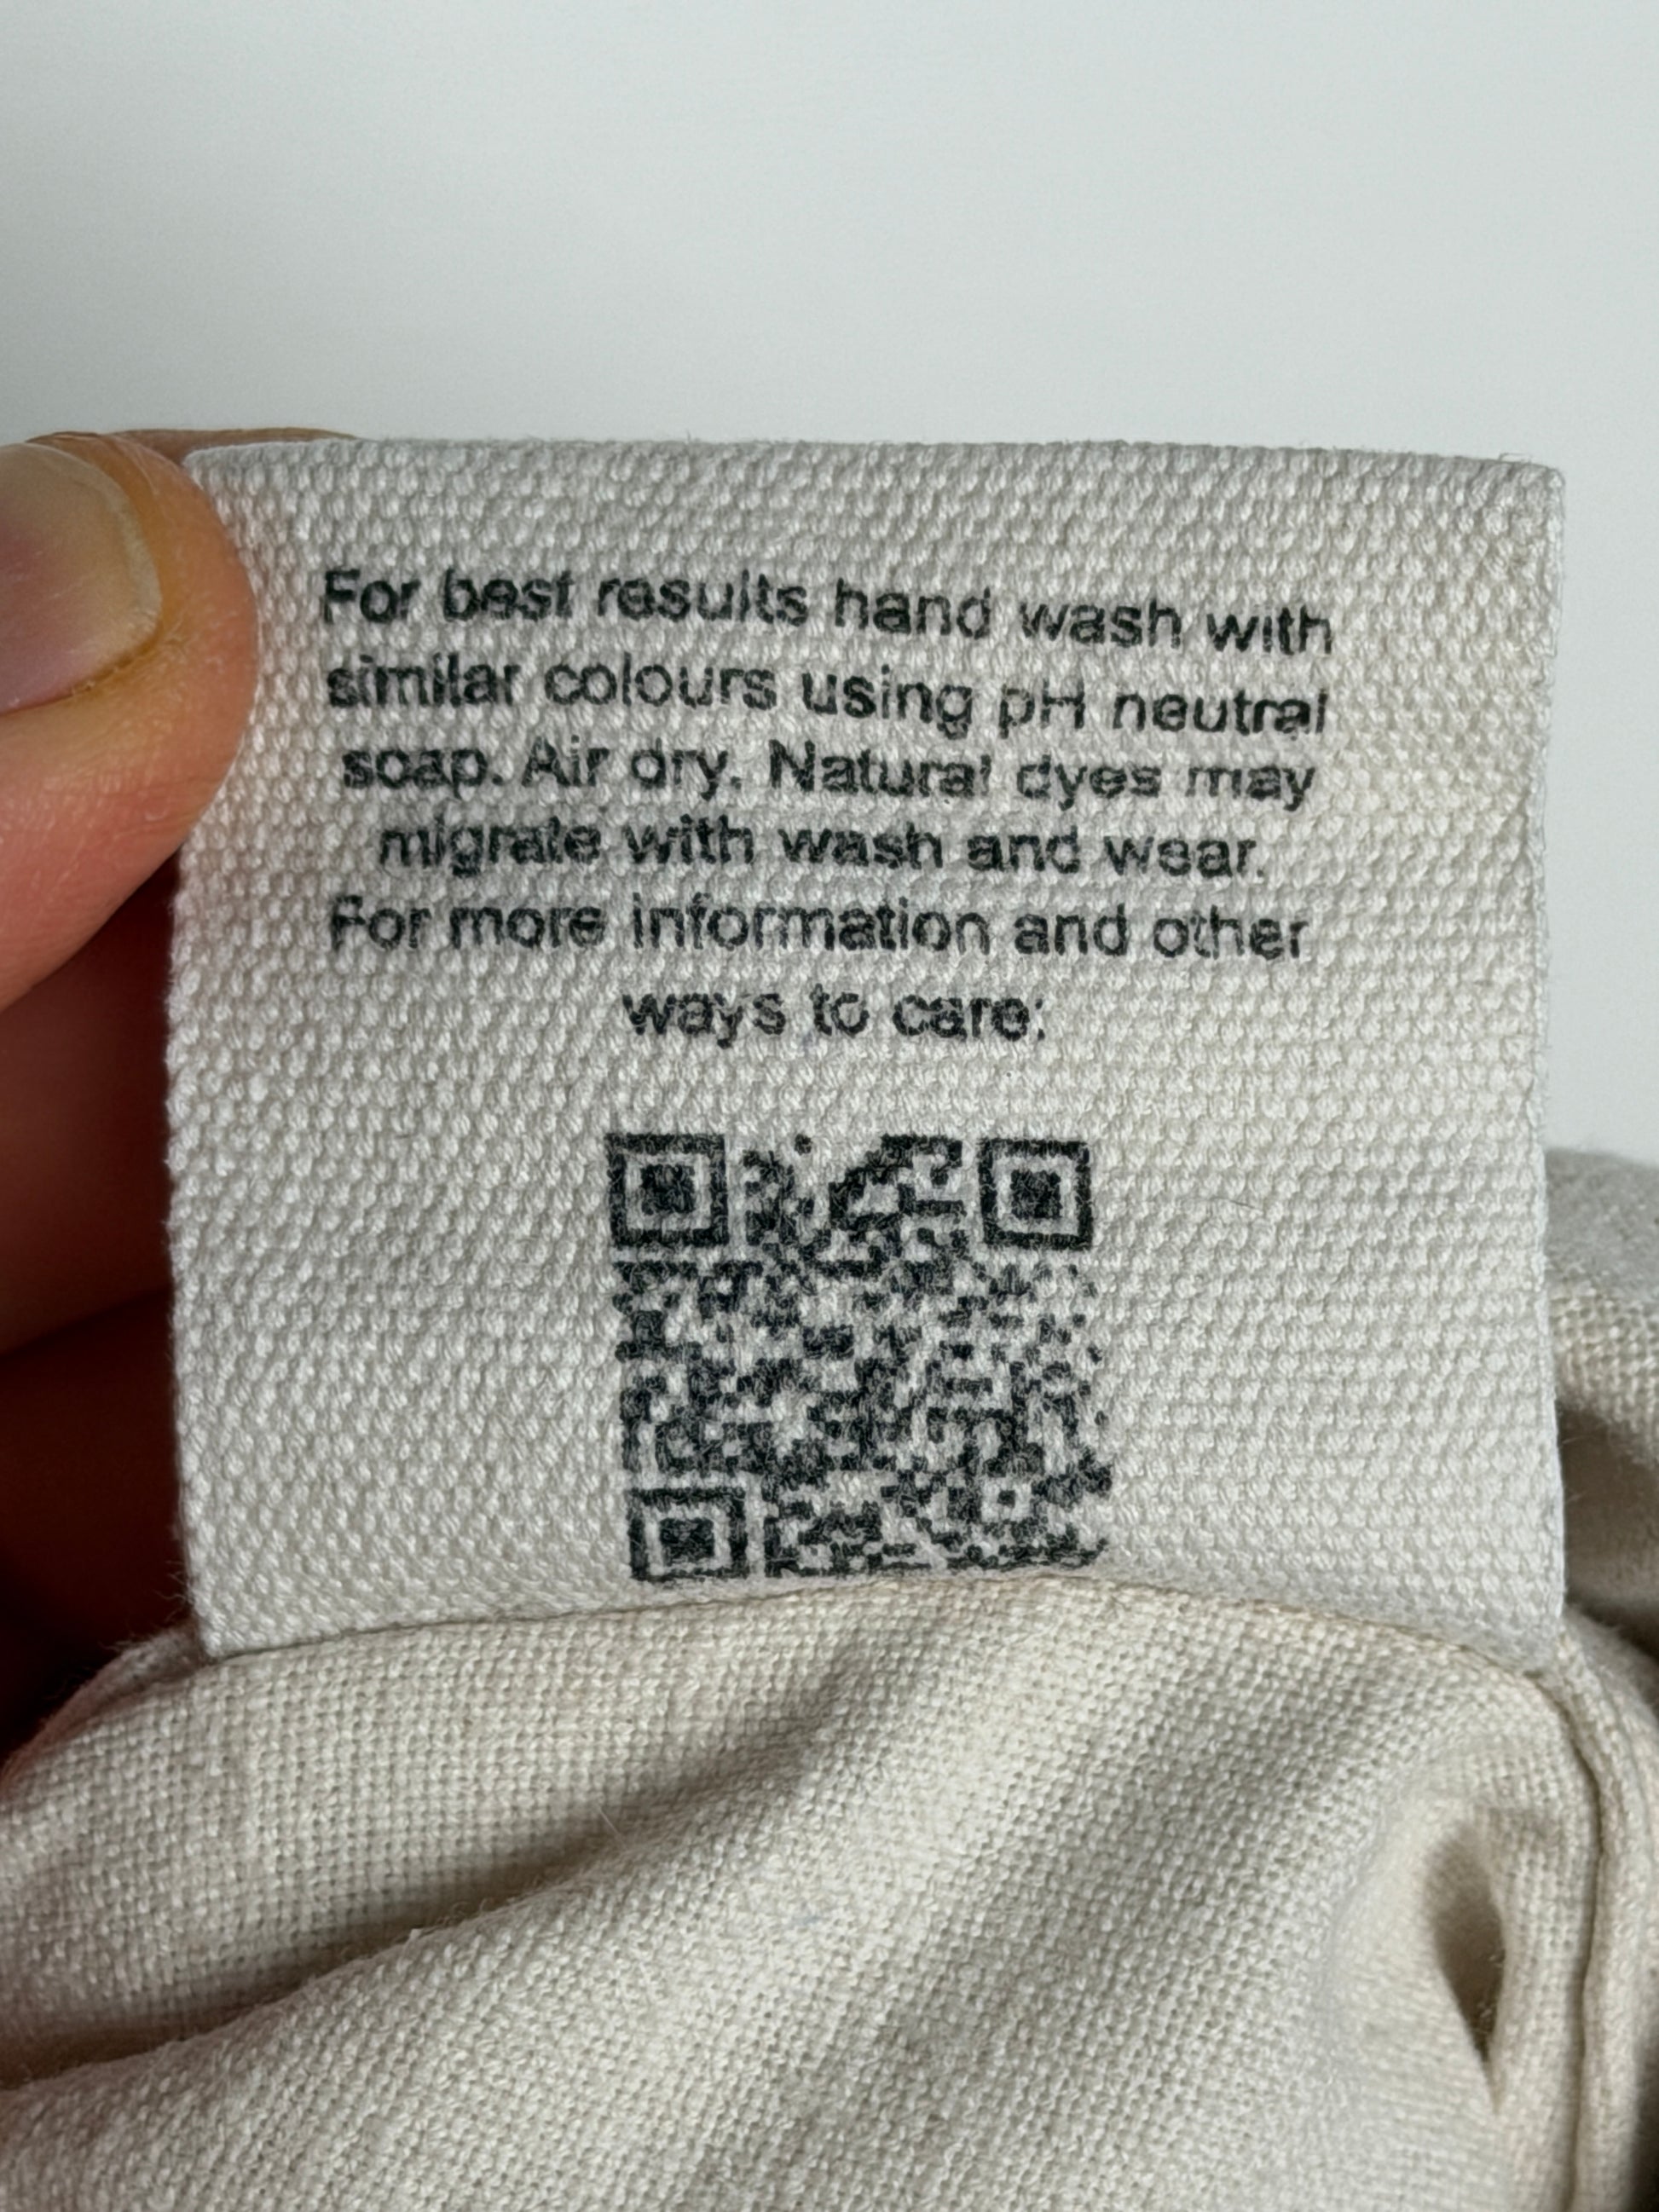 For best results hand wash with
similar colours using pH neutral
soap. Air dry. Natural dyes may
migrate with wash and wear.
For more information and other
ways to care: